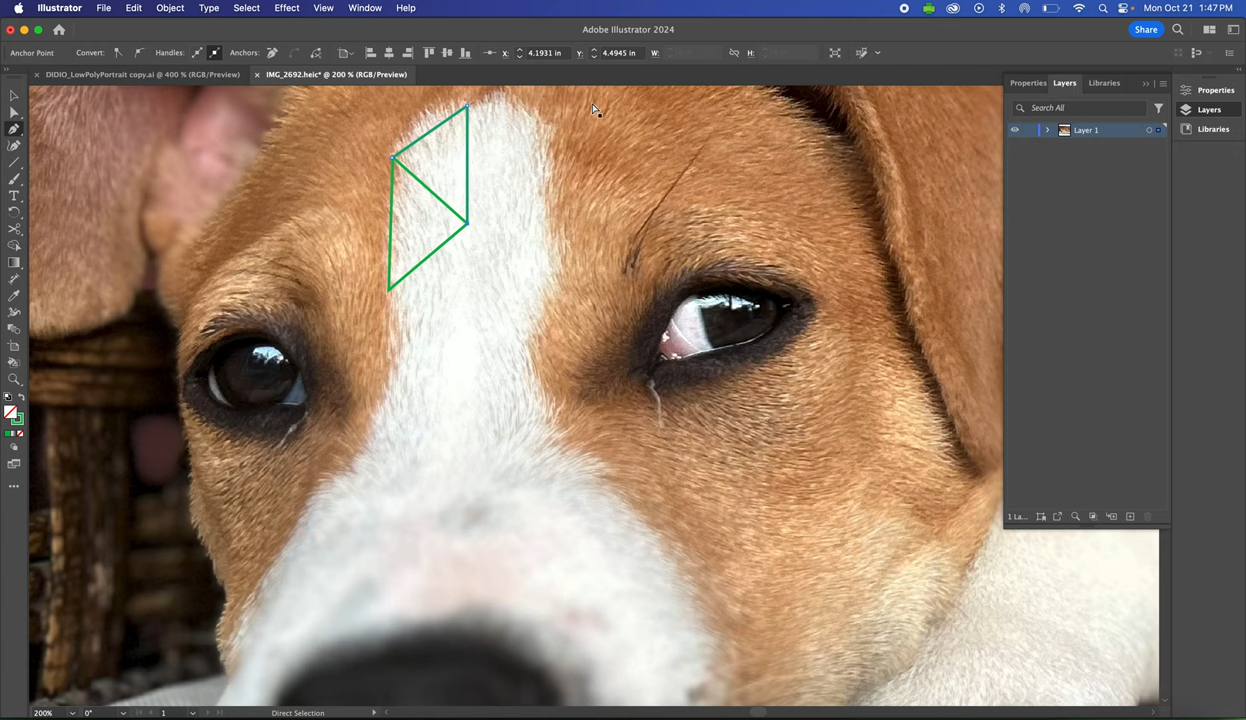 Illustrator File Edit Object Type Select Effect View Window Help Mon Oct 21 1:47PM
Adobe Illustrator 2024 Share
Anchor Point Convert: Handles: Anchors: X: 4.1931 in Y: 4.4945 in W: H:
DIDIO_LowPolyPortrait copy.ai @ 400 % (RGB/Preview) IMG_2692.heic* @ 200 % (RGB/Preview)
Properties Layers Libraries
Properties
Search All
Layers
Layer 1
Libraries
1 La...
200% 0° 1 Direct Selection